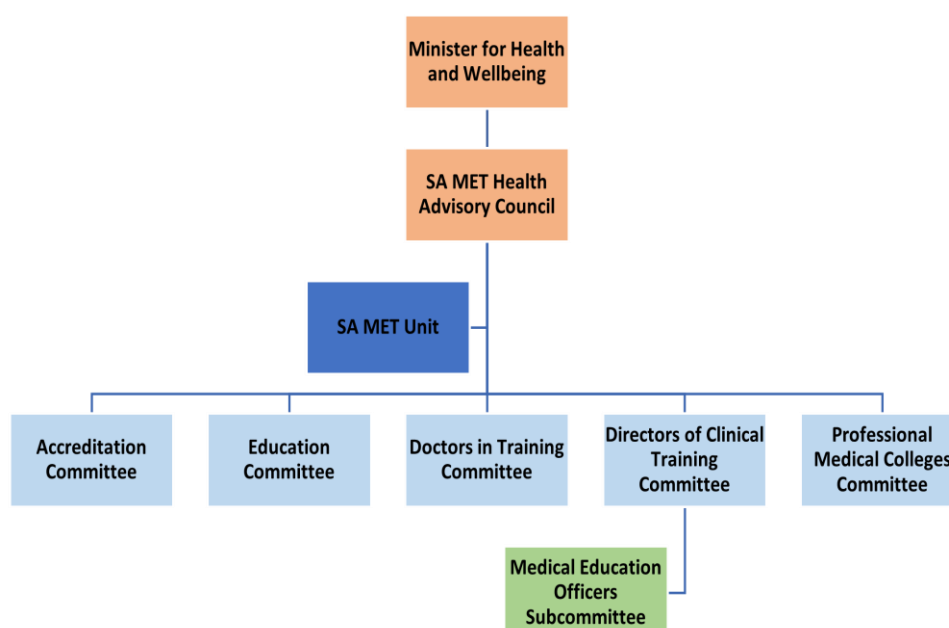 Minister for Health
and Wellbeing
SA MET Health
Advisory Council
SA MET Unit
Accreditation
Committee
Education
Committee
Doctors in Training
Committee
Directors of Clinical
Training
Committee
Professional
Medical Colleges
Committee
Medical Education
Officers
Subcommittee